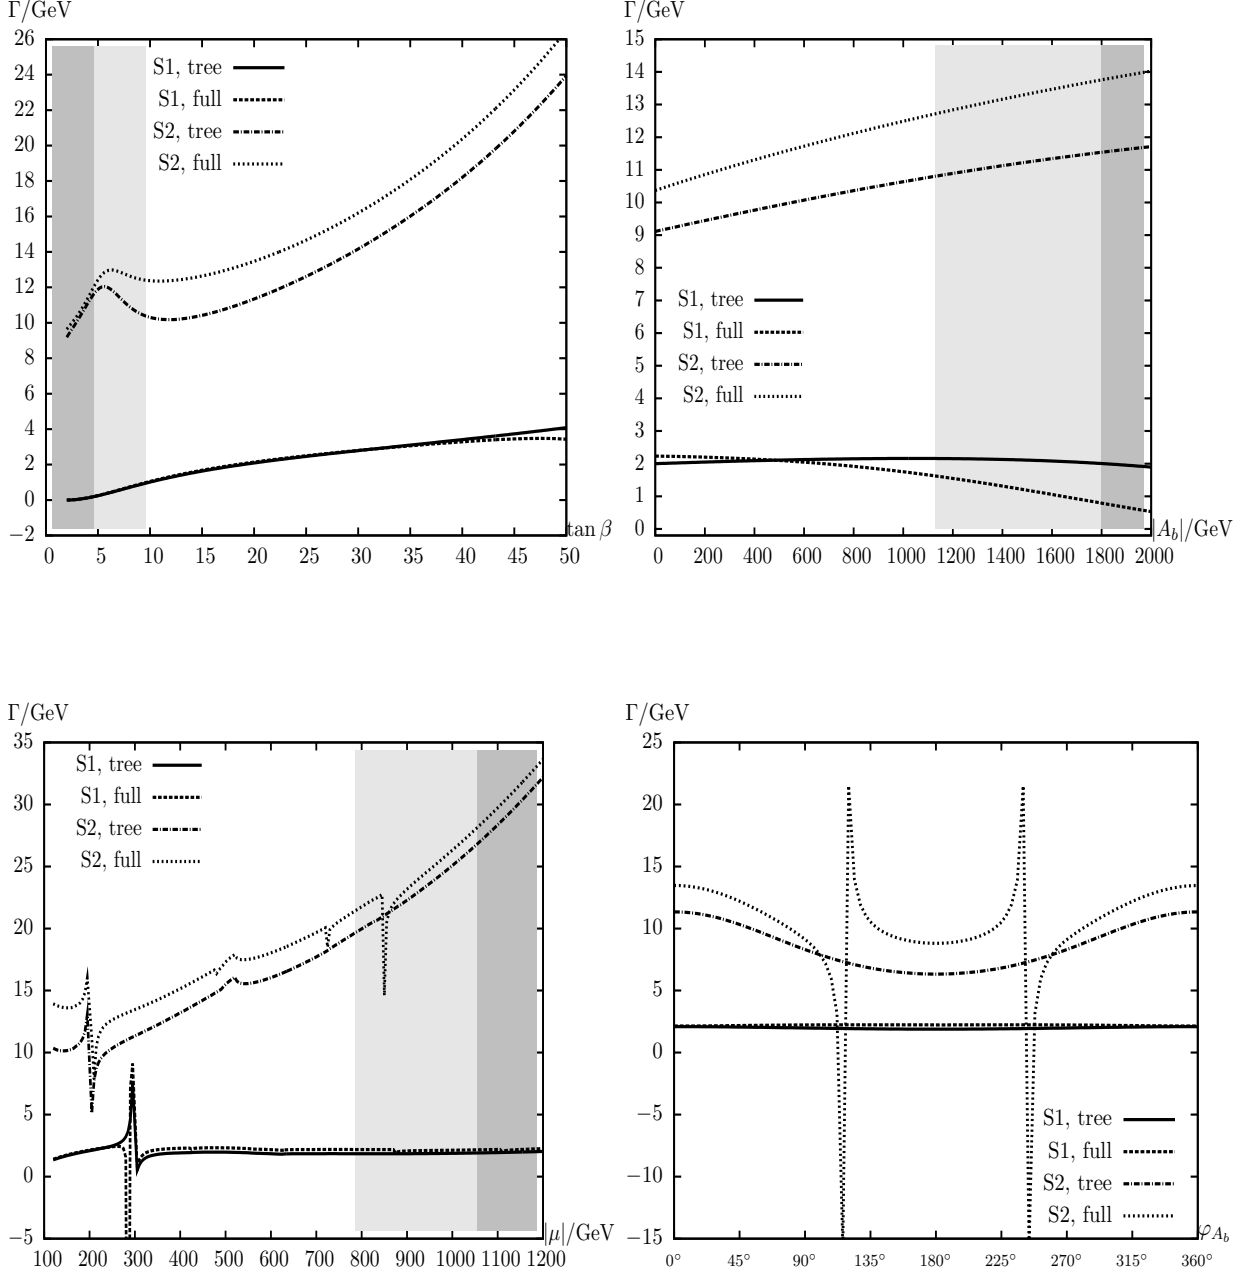 Γ/GeV
26
24
22
20
18
16
14
12
10
8
6
4
2
0
−2
S1, tree
S1, full
S2, tree
S2, full
0 5 10 15 20 25 30 35 40 45 50
tan β
Γ/GeV
15
14
13
12
11
10
9
8
7
6
5
4
3
2
1
0
S1, tree
S1, full
S2, tree
S2, full
0 200 400 600 800 1000 1200 1400 1600 1800 2000
|A_b|/GeV
Γ/GeV
35
30
25
20
15
10
5
0
−5
S1, tree
S1, full
S2, tree
S2, full
100 200 300 400 500 600 700 800 900 1000 1100 1200
|μ|/GeV
Γ/GeV
25
20
15
10
5
0
−5
−10
−15
S1, tree
S1, full
S2, tree
S2, full
0° 45° 90° 135° 180° 225° 270° 315° 360°
φ_{A_b}